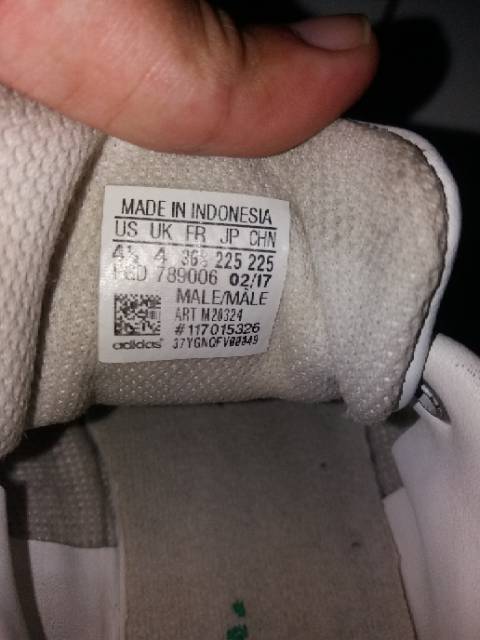 MADE IN INDONESIA
US UK FR JP CHN
4½ 4 36⅔ 225 225
PGD 789006 02/17
MALE/MÂLE
ART M20324
#117015326
adidas